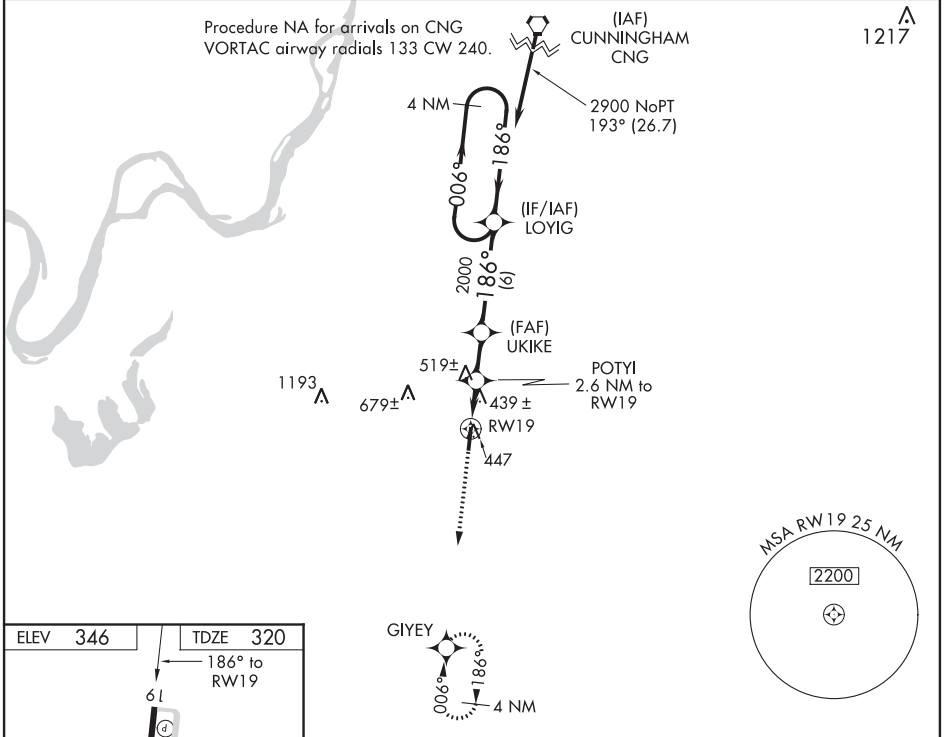 Procedure NA for arrivals on CNG
VORTAC airway radials 133 CW 240.
(IAF)
CUNNINGHAM
CNG
1217
4 NM
2900 NoPT
193° (26.7)
186°
006°
(IF/IAF)
LOYIG
2000
186°
(6)
(FAF)
UKIKE
519±
POTYI
2.6 NM to
RW19
1193
679±
439 ±
RW19
447
MSA RW19 25 NM
2200
GIYEY
006°
186°
4 NM
ELEV 346
TDZE 320
186° to
RW19
19
P